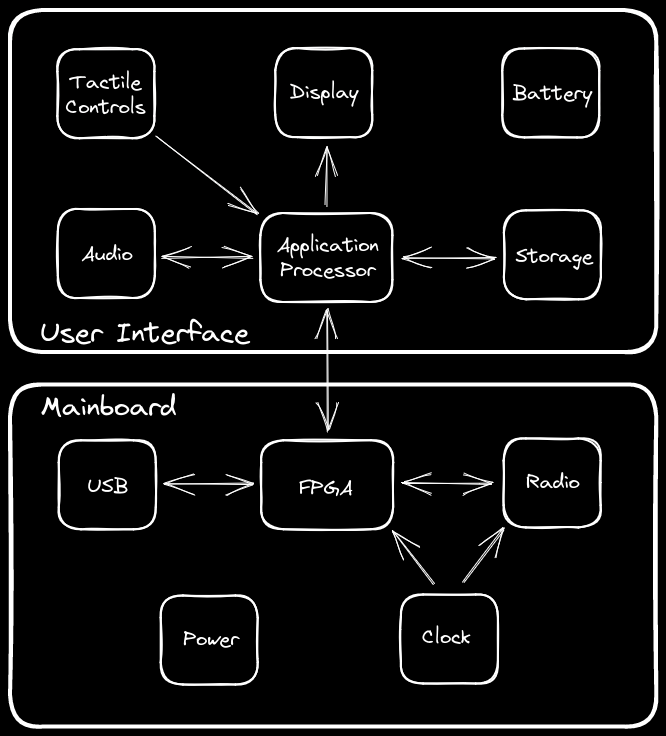 Tactile
Controls
Display
Battery
Audio
Application
Processor
Storage
User Interface
Mainboard
USB
FPGA
Radio
Power
Clock